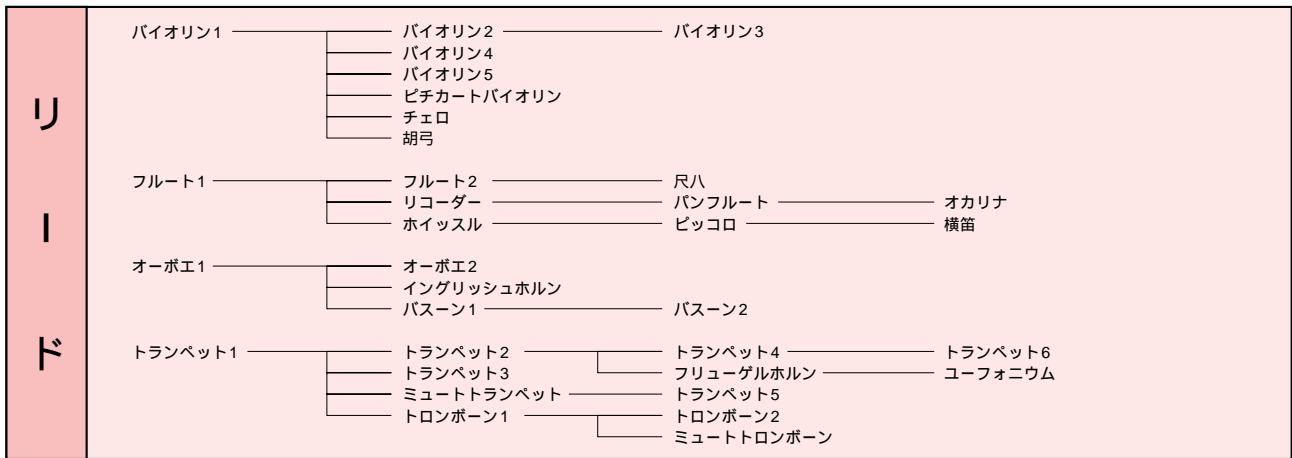 リード
バイオリン1 バイオリン2 バイオリン3
バイオリン4
バイオリン5
ピチカートバイオリン
チェロ
胡弓
フルート1 フルート2 尺八
リコーダー パンフルート オカリナ
ホイッスル ピッコロ 横笛
オーボエ1 オーボエ2
イングリッシュホルン
バスーン1 バスーン2
トランペット1 トランペット2 トランペット4 トランペット6
トランペット3 フリューゲルホルン ユーフォニウム
ミュートトランペット トランペット5
トロンボーン1 トロンボーン2
ミュートトロンボーン